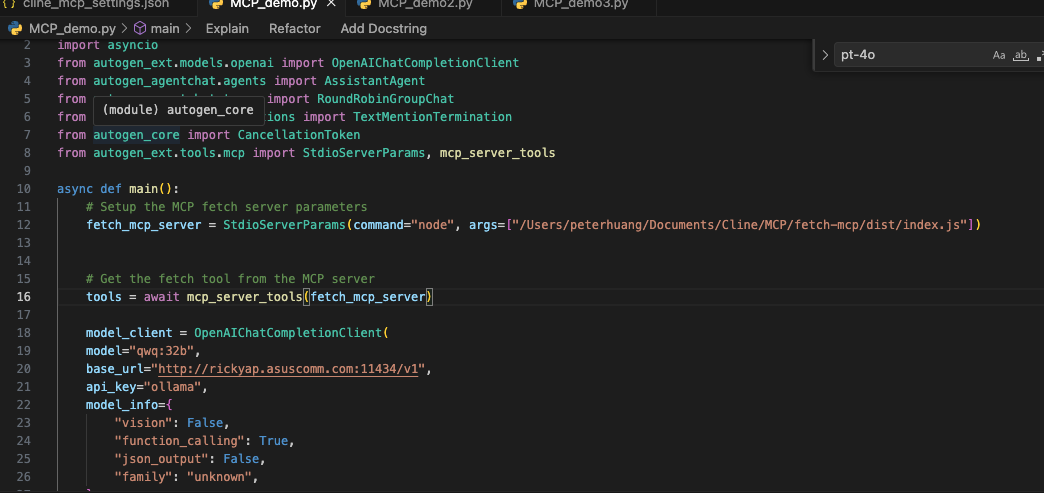 cline_mcp_settings.json MCP_demo.py MCP_demo2.py MCP_demo3.py
MCP_demo.py > main > Explain Refactor Add Docstring
pt-4o Aa ab
2 import asyncio
3 from autogen_ext.models.openai import OpenAIChatCompletionClient
4 from autogen_agentchat.agents import AssistantAgent
5 from import RoundRobinGroupChat
(module) autogen_core
6 from ions import TextMentionTermination
7 from autogen_core import CancellationToken
8 from autogen_ext.tools.mcp import StdioServerParams, mcp_server_tools
9
10 async def main():
11 # Setup the MCP fetch server parameters
12 fetch_mcp_server = StdioServerParams(command="node", args=["/Users/peterhuang/Documents/Cline/MCP/fetch-mcp/dist/index.js"])
13
14
15 # Get the fetch tool from the MCP server
16 tools = await mcp_server_tools(fetch_mcp_server)
17
18 model_client = OpenAIChatCompletionClient(
19 model="qwq:32b",
20 base_url="http://rickyap.asuscomm.com:11434/v1",
21 api_key="ollama",
22 model_info={
23 "vision": False,
24 "function_calling": True,
25 "json_output": False,
26 "family": "unknown",